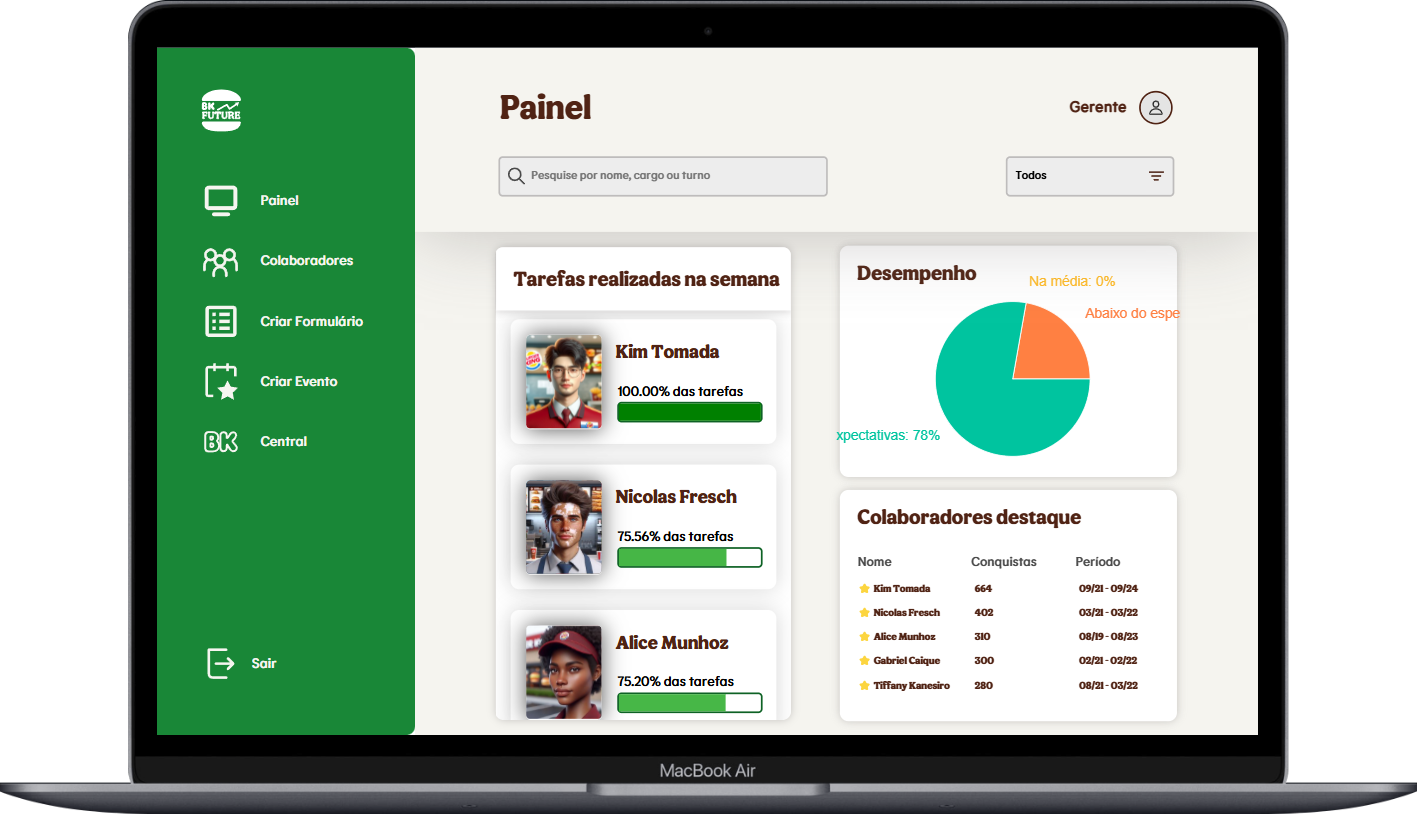 BK
FUTURE
Painel
Colaboradores
Criar Formulário
Criar Evento
BK
Central
Sair
Painel
Gerente
Pesquise por nome, cargo ou turno
Todos
Tarefas realizadas na semana
BURGER
KING
Kim Tomada
100.00% das tarefas
Nicolas Fresch
75.56% das tarefas
Alice Munhoz
75.20% das tarefas
Desempenho
Na média: 0%
Abaixo do espe
xpectativas: 78%
Colaboradores destaque
Nome Conquistas Período
Kim Tomada 664 09/21 - 09/24
Nicolas Fresch 402 03/21 - 03/22
Alice Munhoz 310 08/19 - 08/23
Gabriel Caique 300 02/21 - 02/22
Tiffany Kanesiro 280 08/21 - 03/22
MacBook Air